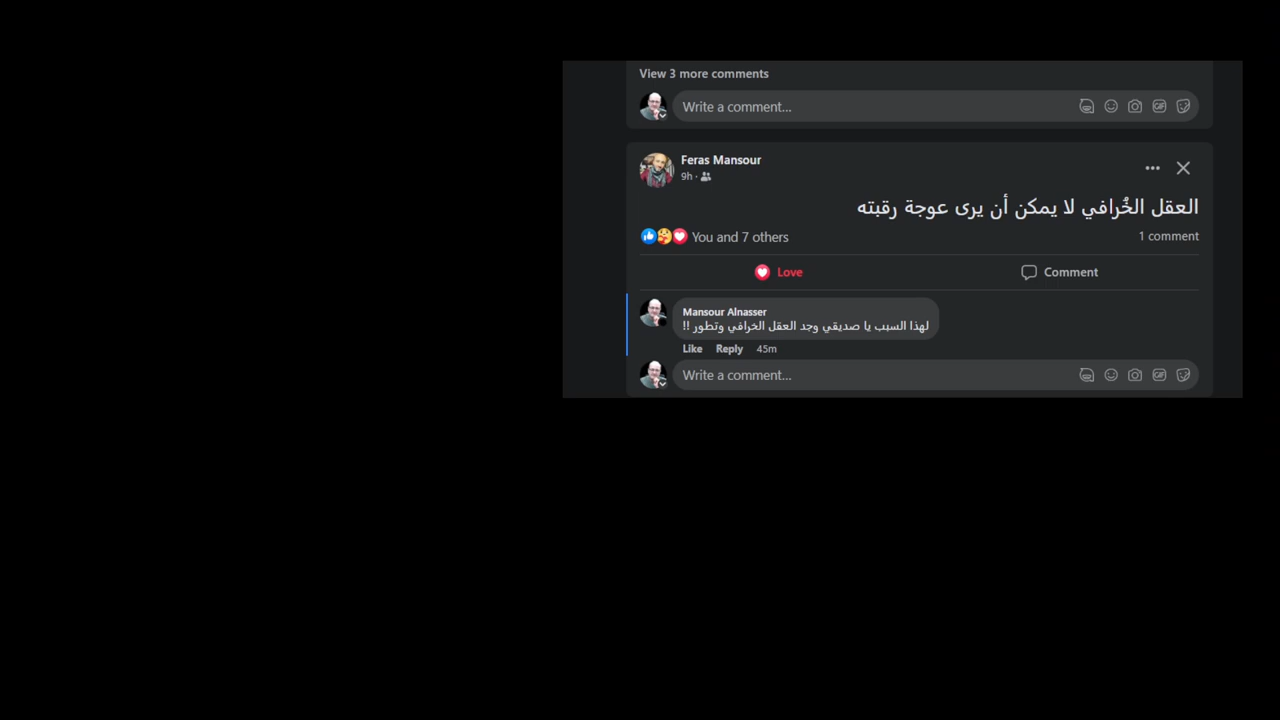 View 3 more comments
Write a comment...
Feras Mansour
9h ·
العقل الخُرافي لا يمكن أن يرى عوجة رقبته
You and 7 others
1 comment
Love
Comment
Mansour Alnasser
لهذا السبب يا صديقي وجد العقل الخرافي وتطور !!
Like Reply 45m
Write a comment...